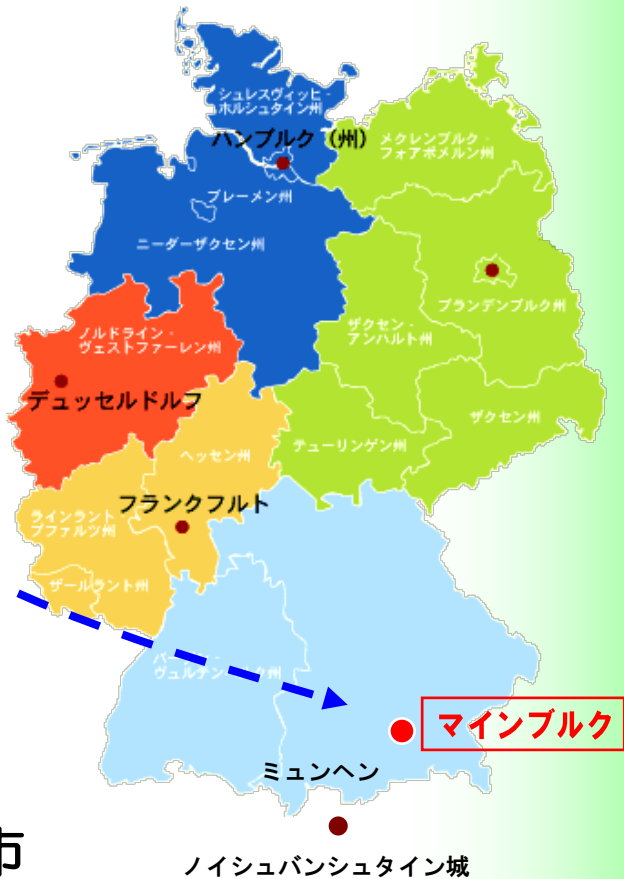 シュレスヴィッヒ・
ホルシュタイン州
ハンブルク（州）
メクレンブルク・
フォアポメルン州
ブレーメン州
ニーダーザクセン州
ブランデンブルク州
ザクセン・
アンハルト州
ノルドライン・
ヴェストファーレン州
デュッセルドルフ
ザクセン州
テューリンゲン州
ヘッセン州
フランクフルト
ラインラント
プファルツ州
ザールラント州
マインブルク
ミュンヘン
市
ノイシュバンシュタイン城